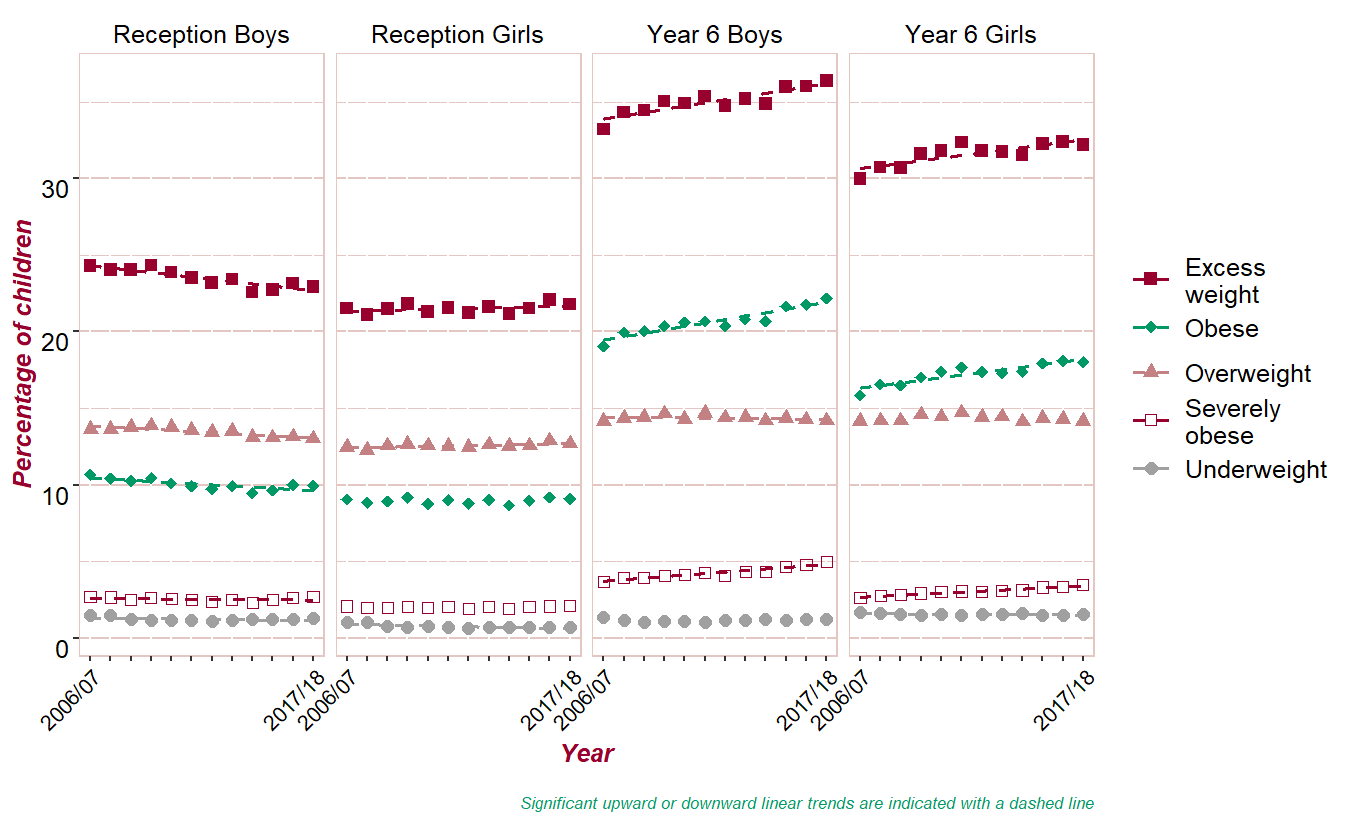 Reception Boys
Reception Girls
Year 6 Boys
Year 6 Girls
Percentage of children
30
20
10
0
2006/07
2017/18
2006/07
2017/18
2006/07
2017/18
2006/07
2017/18
Year
Excess
weight
Obese
Overweight
Severely
obese
Underweight
Significant upward or downward linear trends are indicated with a dashed line